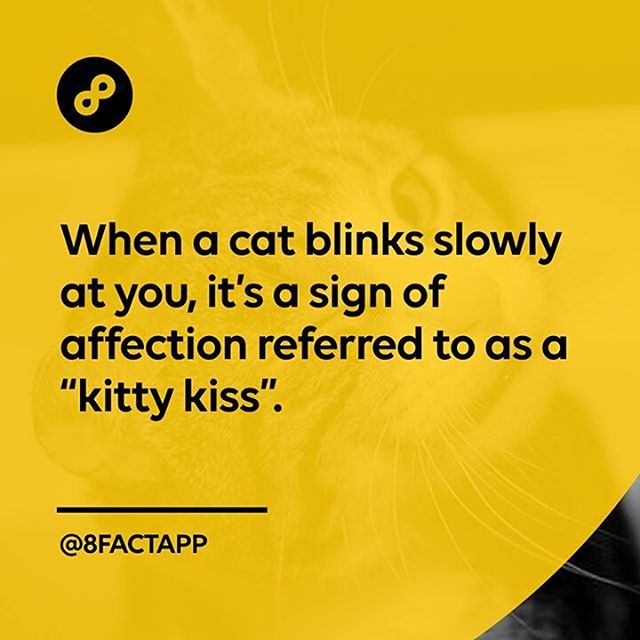 When a cat blinks slowly
at you, it's a sign of
affection referred to as a
“kitty kiss”.
@8FACTAPP